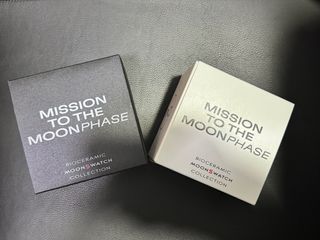 MISSION
TO THE
MOONPHASE
BIOCERAMIC
MOONSWATCH
COLLECTION
MISSION
TO THE
MOONPHASE
BIOCERAMIC
MOONSWATCH
COLLECTION